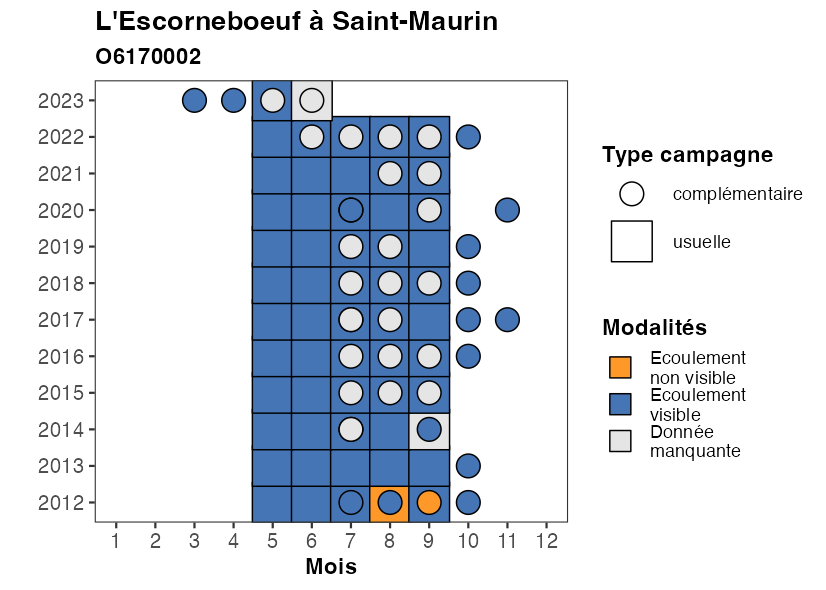 L'Escorneboeuf à Saint-Maurin
O6170002
2023
2022
2021
2020
2019
2018
2017
2016
2015
2014
2013
2012
1 2 3 4 5 6 7 8 9 10 11 12
Mois
Type campagne
complémentaire
usuelle
Modalités
Ecoulement
non visible
Ecoulement
visible
Donnée
manquante